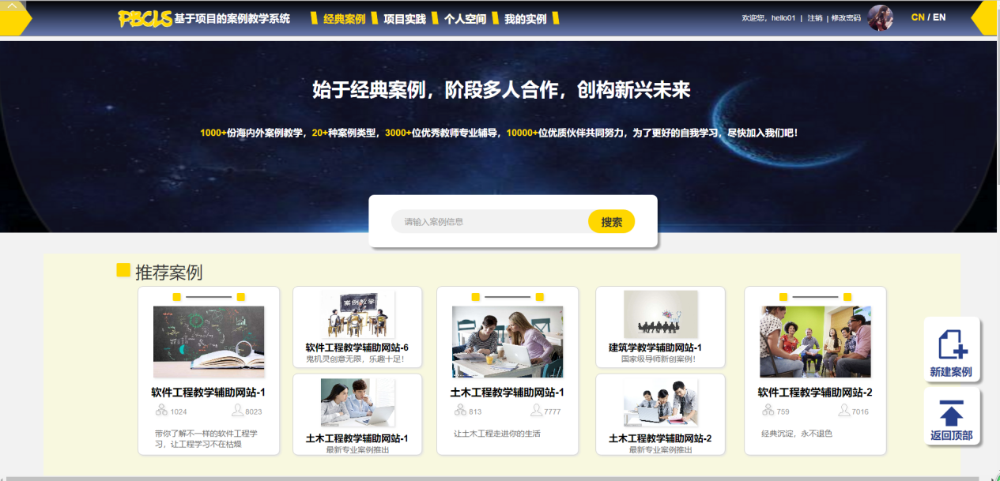 PBCLS 基于项目的案例教学系统 经典案例 项目实践 个人空间 我的实例 欢迎您，hello01 | 注销 | 修改密码 CN / EN
始于经典案例，阶段多人合作，创构新兴未来
1000+份海内外案例教学，20+种案例类型，3000+位优秀教师专业辅导，10000+位优质伙伴共同努力，为了更好的自我学习，尽快加入我们吧！
请输入案例信息 搜索
推荐案例
软件工程教学辅助网站-1
1024 8023
带你了解不一样的软件工程学
习，让工程学习不在枯燥
案例教学
软件工程教学辅助网站-6
鬼机灵创意无限，乐趣十足！
土木工程教学辅助网站-1
最新专业案例推出
土木工程教学辅助网站-1
813 7777
让土木工程走进你的生活
建筑学教学辅助网站-1
国家级导师新创案例！
土木工程教学辅助网站-2
最新专业案例推出
软件工程教学辅助网站-2
759 7016
经典沉淀，永不退色
新建案例
返回顶部